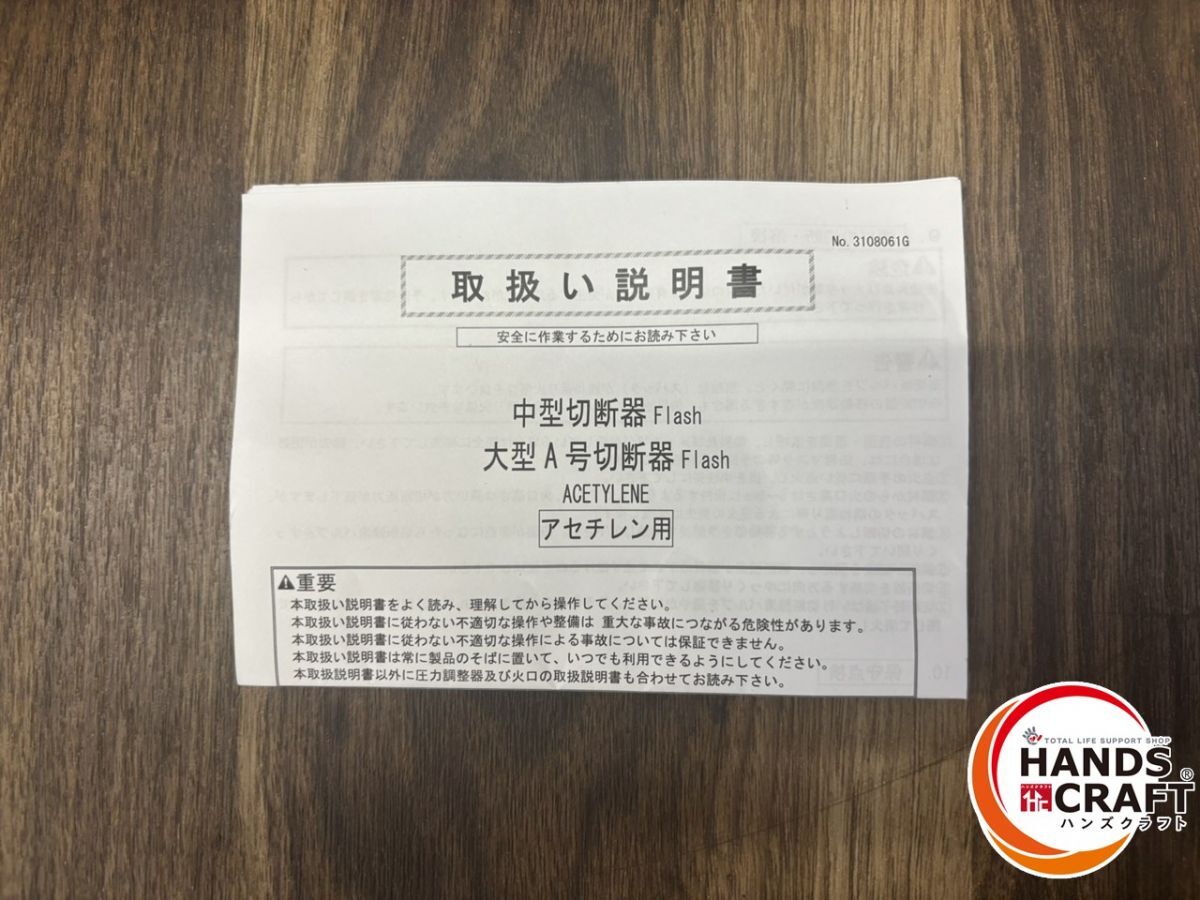 No. 3108061G
取扱い説明書
安全に作業するためにお読み下さい
中型切断器 Flash
大型A号切断器 Flash
ACETYLENE
アセチレン用
⚠重要
本取扱い説明書をよく読み、理解してから操作してください。
本取扱い説明書に従わない不適切な操作や整備は 重大な事故につながる危険性があります。
本取扱い説明書に従わない不適切な操作による事故については保証できません。
本取扱い説明書は常に製品のそばに置いて、いつでも利用できるようにしてください。
本取扱説明書以外に圧力調整器及び火口の取扱説明書も合わせてお読み下さい。
TOTAL LIFE SUPPORT SHOP
HANDS
CRAFT®
ハンズクラフト